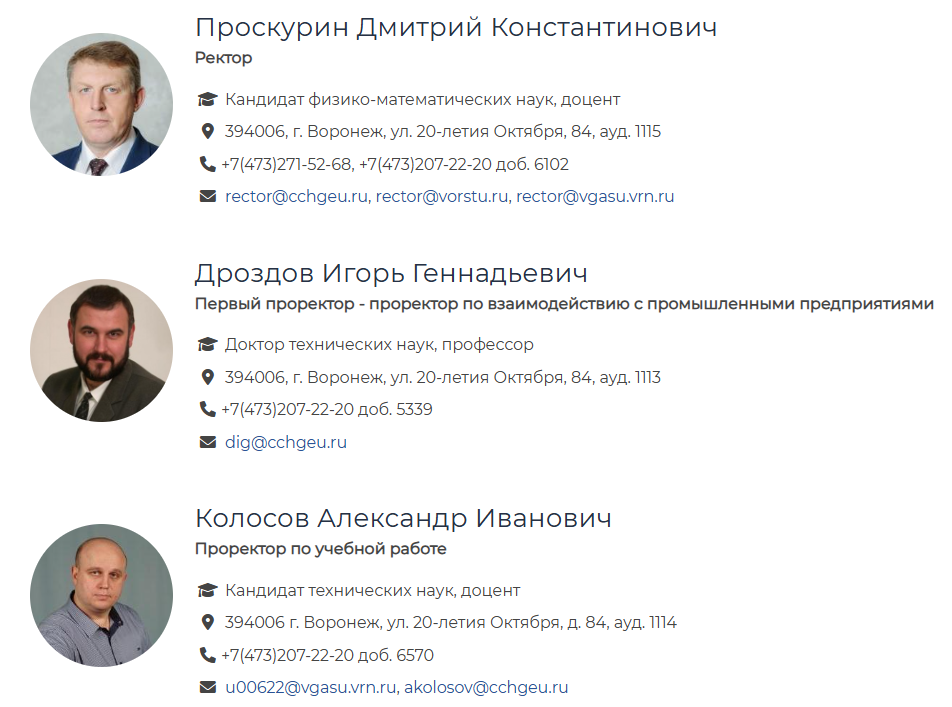 Проскурин Дмитрий Константинович
Ректор
Кандидат физико-математических наук, доцент
394006, г. Воронеж, ул. 20-летия Октября, 84, ауд. 1115
+7(473)271-52-68, +7(473)207-22-20 доб. 6102
rector@cchgeu.ru, rector@vorstu.ru, rector@vgasu.vrn.ru
Дроздов Игорь Геннадьевич
Первый проректор - проректор по взаимодействию с промышленными предприятиями
Доктор технических наук, профессор
394006, г. Воронеж, ул. 20-летия Октября, 84, ауд. 1113
+7(473)207-22-20 доб. 5339
dig@cchgeu.ru
Колосов Александр Иванович
Проректор по учебной работе
Кандидат технических наук, доцент
394006 г. Воронеж, ул. 20-летия Октября, д. 84, ауд. 1114
+7(473)207-22-20 доб. 6570
u00622@vgasu.vrn.ru, akolosov@cchgeu.ru